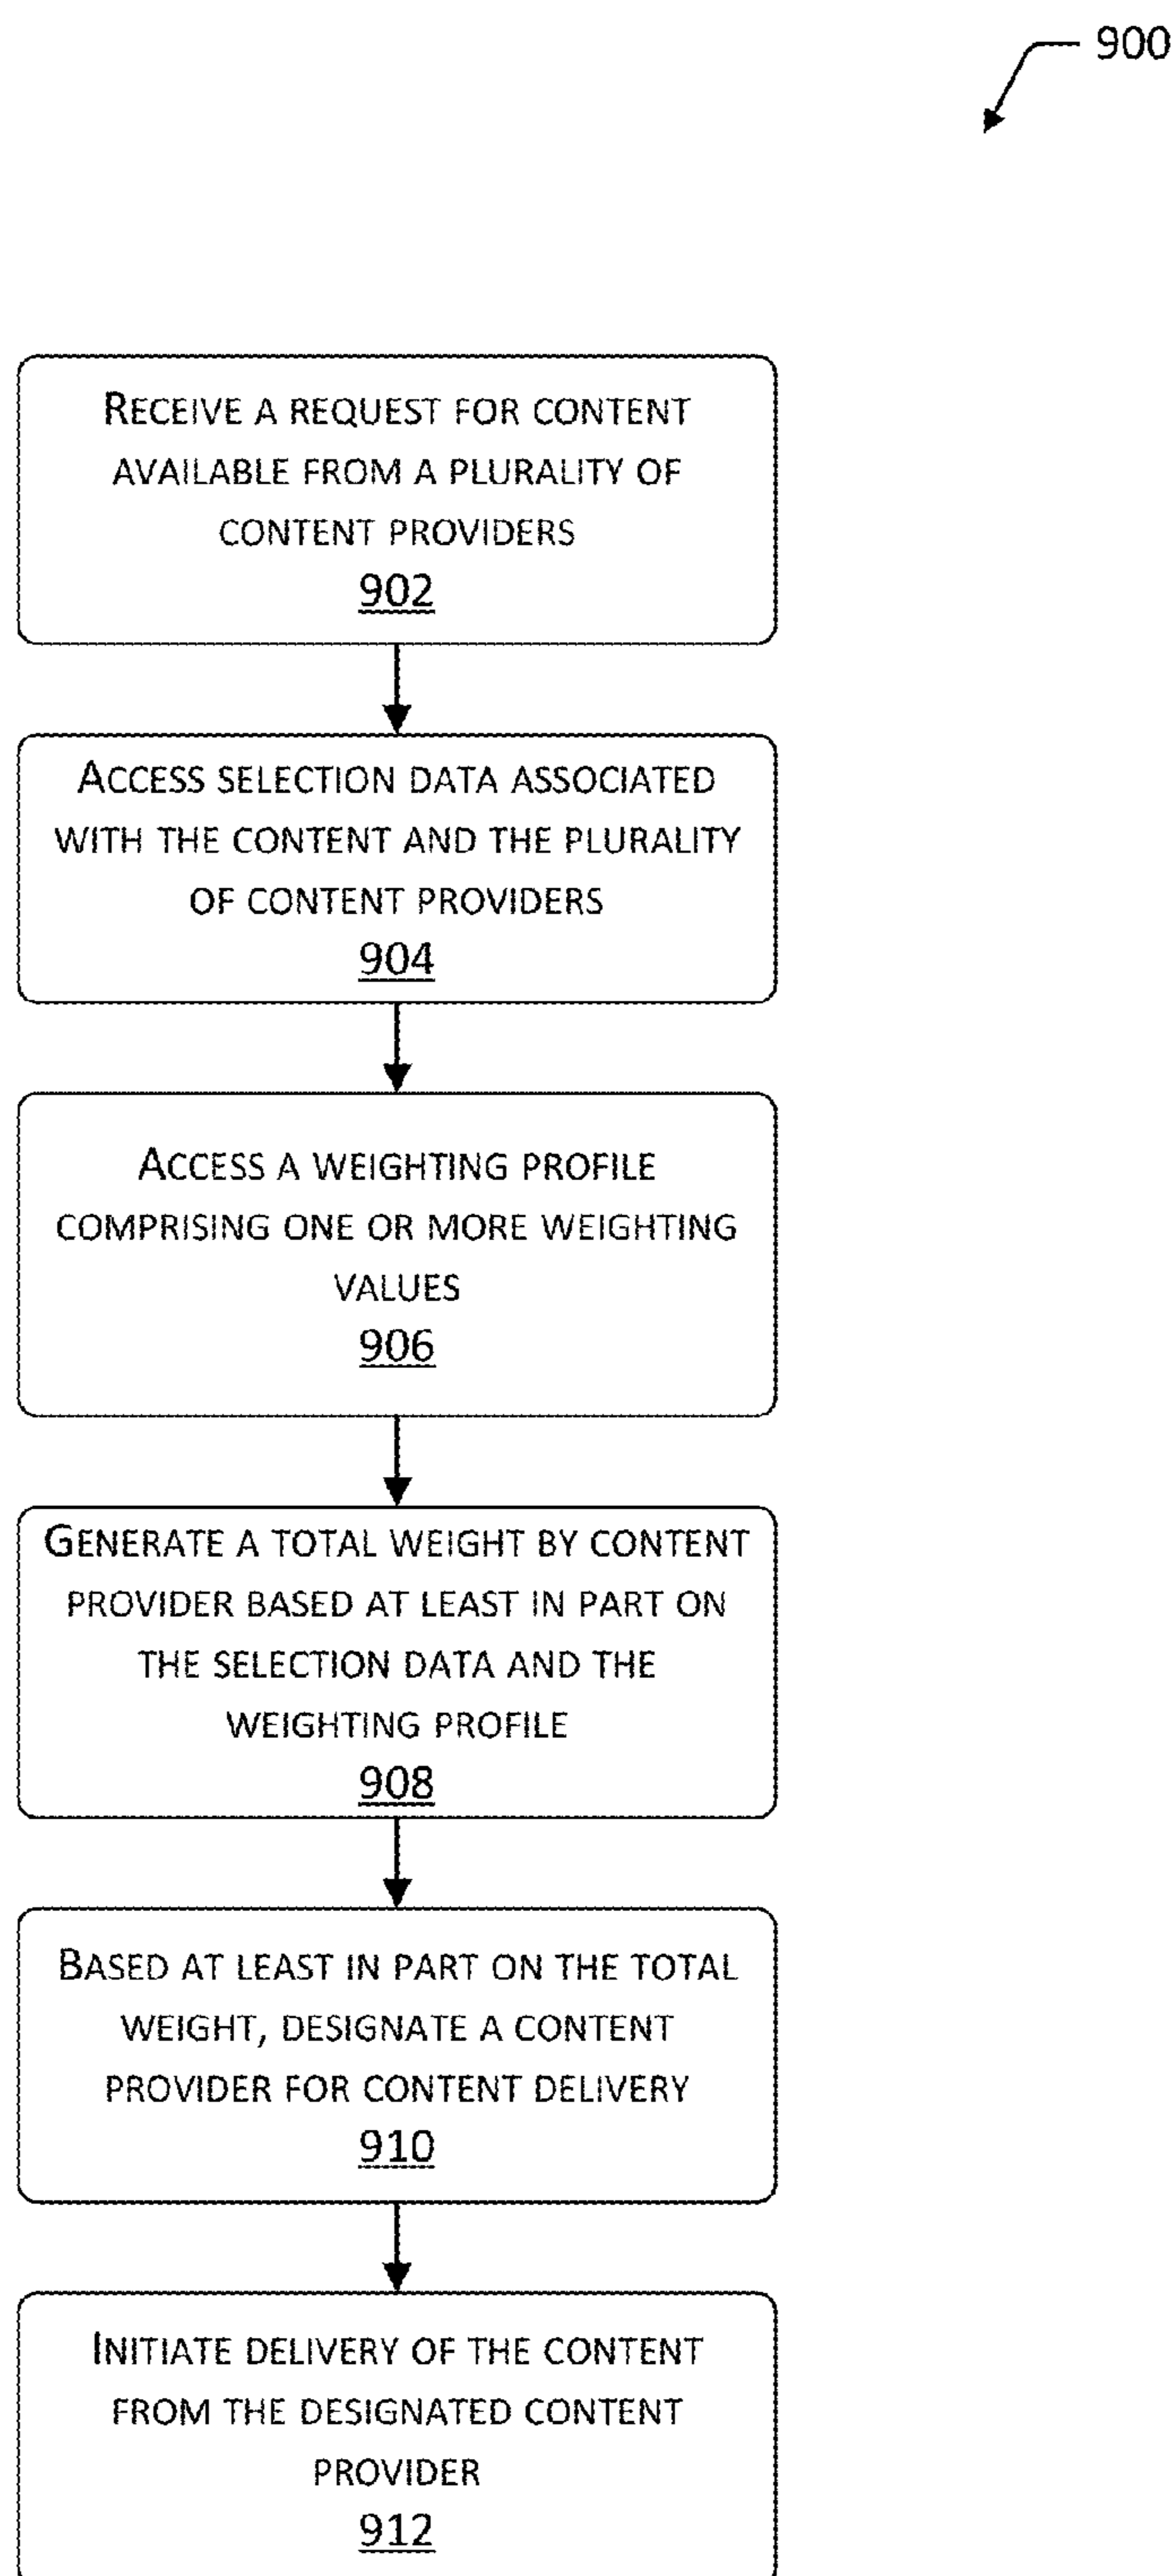 900
RECEIVE A REQUEST FOR CONTENT
AVAILABLE FROM A PLURALITY OF
CONTENT PROVIDERS
902
ACCESS SELECTION DATA ASSOCIATED
WITH THE CONTENT AND THE PLURALITY
OF CONTENT PROVIDERS
904
ACCESS A WEIGHTING PROFILE
COMPRISING ONE OR MORE WEIGHTING
VALUES
906
GENERATE A TOTAL WEIGHT BY CONTENT
PROVIDER BASED AT LEAST IN PART ON
THE SELECTION DATA AND THE
WEIGHTING PROFILE
908
BASED AT LEAST IN PART ON THE TOTAL
WEIGHT, DESIGNATE A CONTENT
PROVIDER FOR CONTENT DELIVERY
910
INITIATE DELIVERY OF THE CONTENT
FROM THE DESIGNATED CONTENT
PROVIDER
912